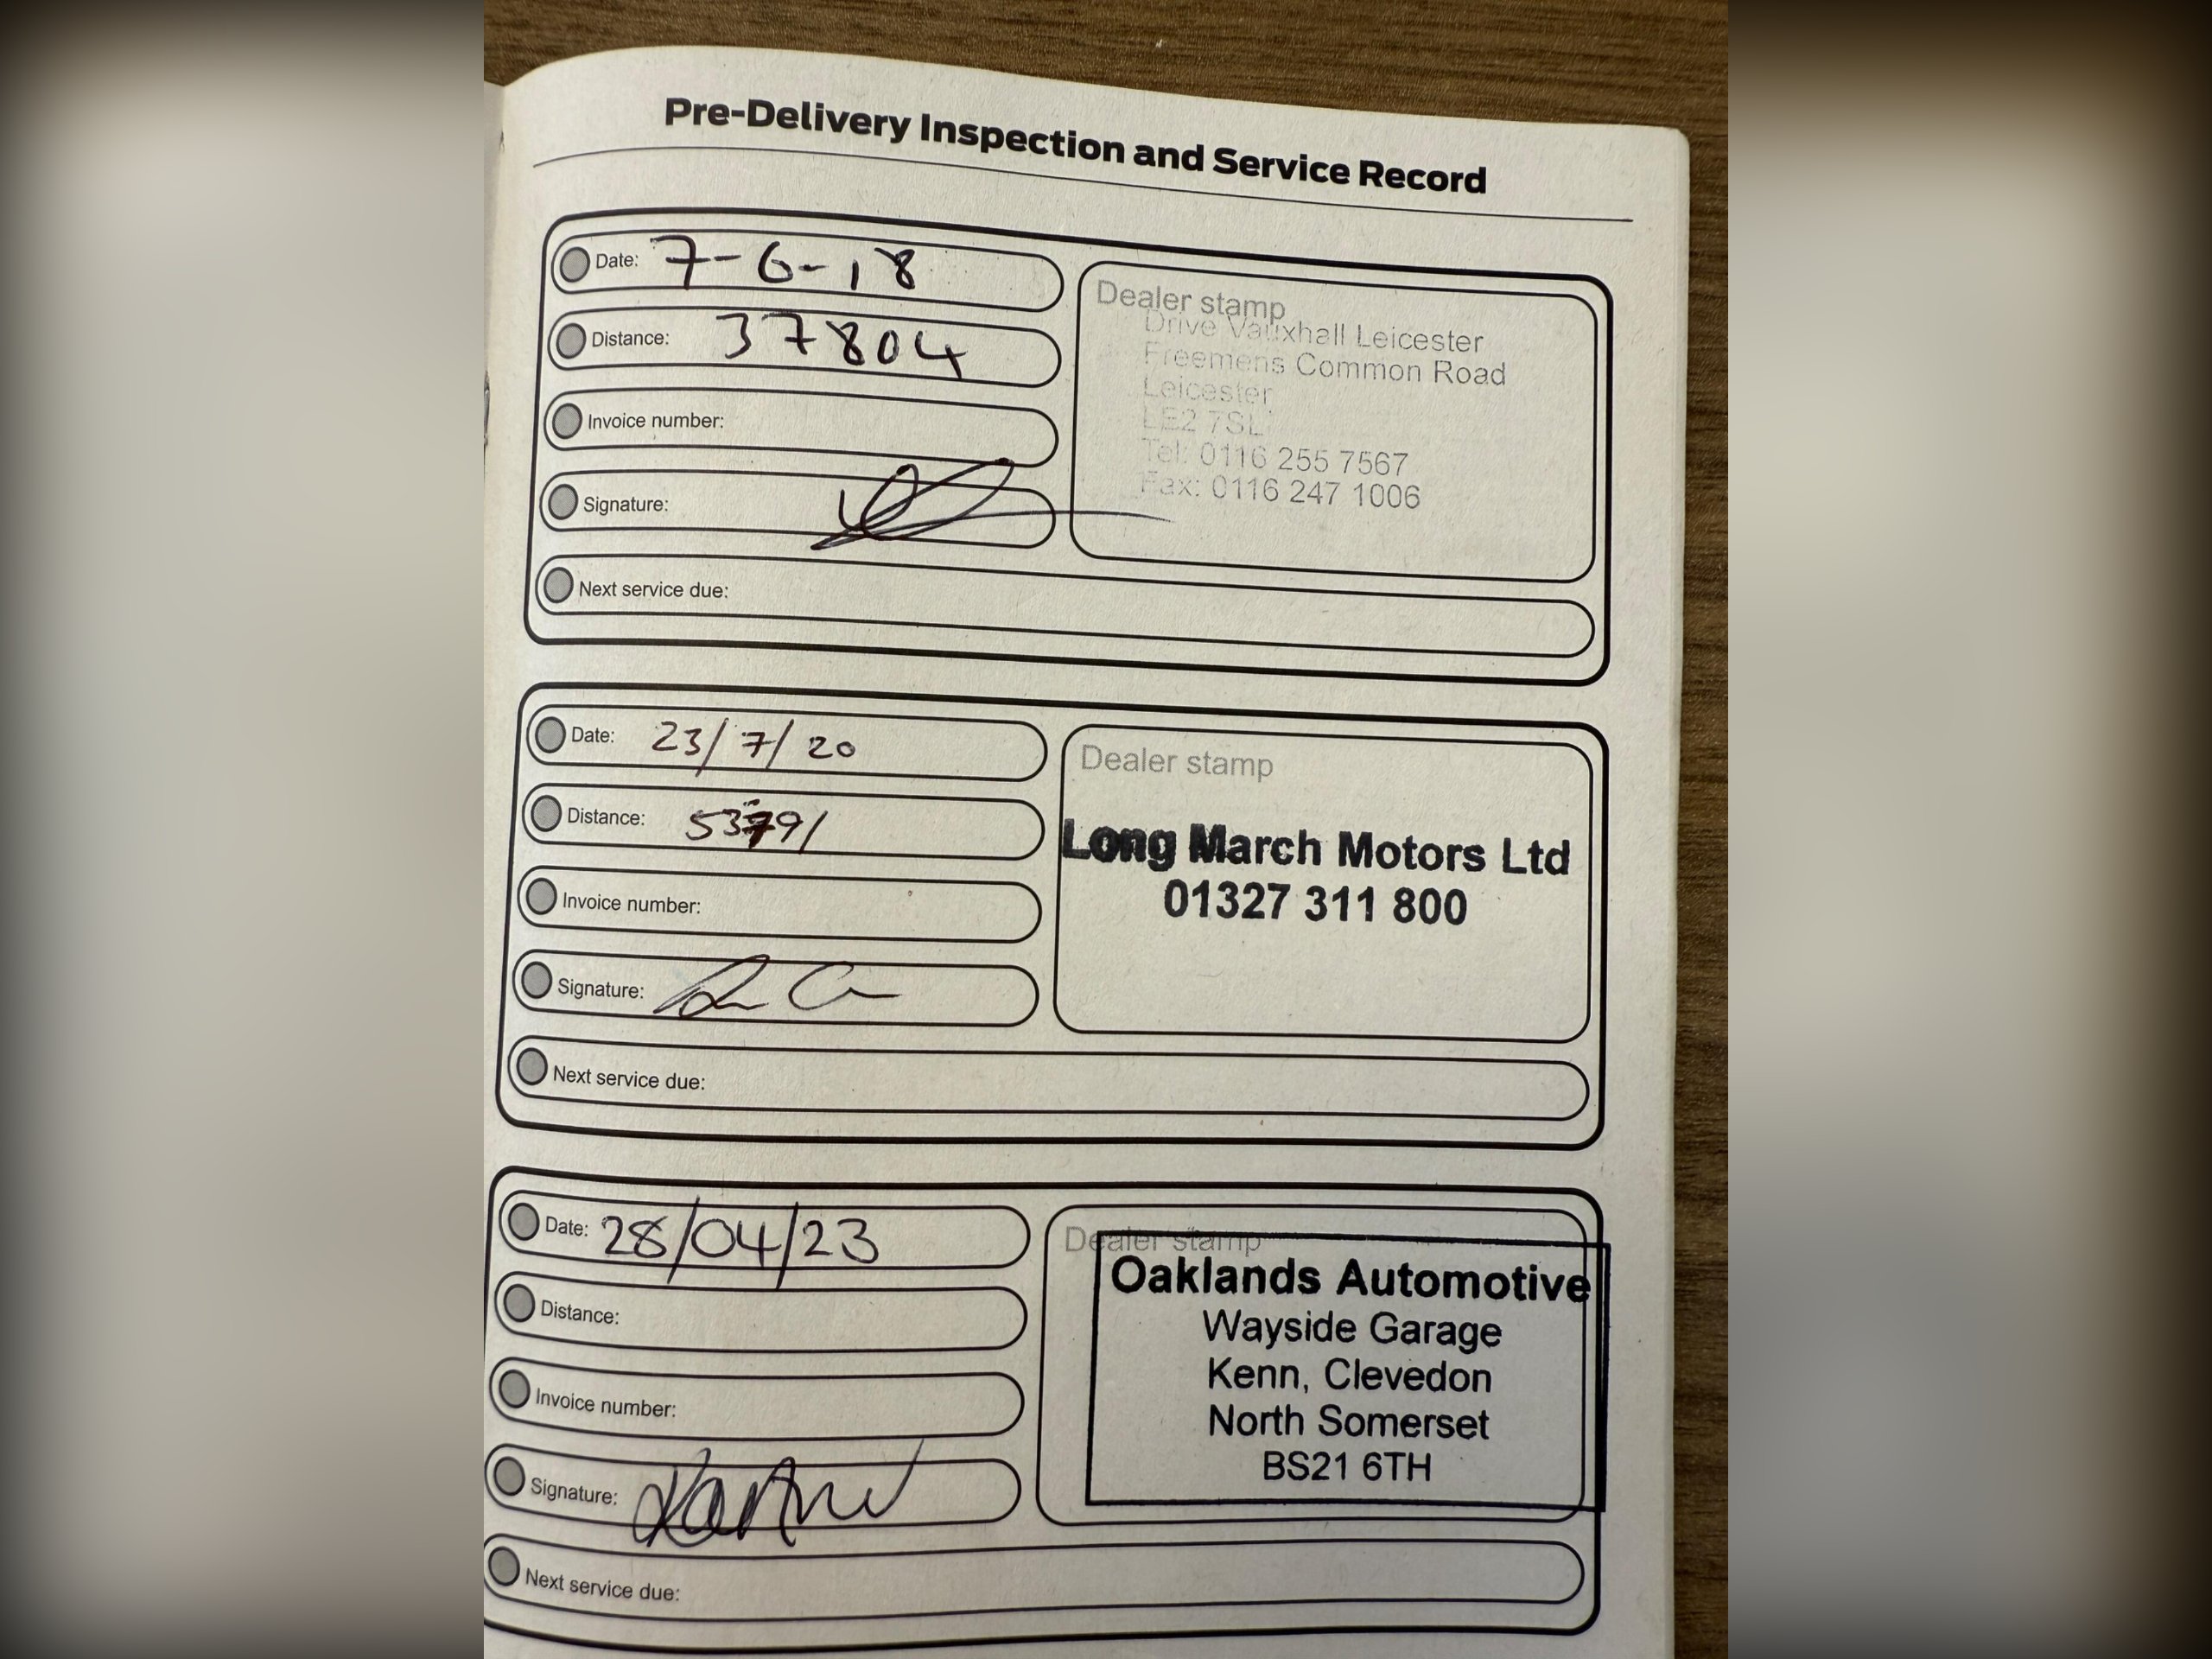 Pre-Delivery Inspection and Service Record
Date: 7-6-18
Distance: 37804
Invoice number:
Signature:
Next service due:
Dealer stamp
Drive Vauxhall Leicester
Freemens Common Road
Leicester
LE2 7SL
Tel: 0116 255 7567
Fax: 0116 247 1006
Date: 23/7/20
Distance: 53791
Invoice number:
Signature:
Next service due:
Dealer stamp
Long March Motors Ltd
01327 311 800
Date: 28/04/23
Distance:
Invoice number:
Signature:
Next service due:
Dealer stamp
Oaklands Automotive
Wayside Garage
Kenn, Clevedon
North Somerset
BS21 6TH